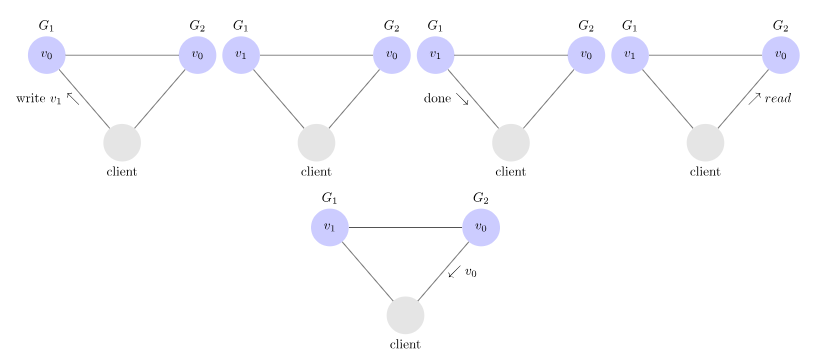 G₁ G₂ G₁ G₂ G₁ G₂ G₁ G₂
v₀ v₀ v₁ v₀ v₁ v₀ v₁ v₀
write v₁ done read
client client client client
G₁ G₂
v₁ v₀
v₀
client